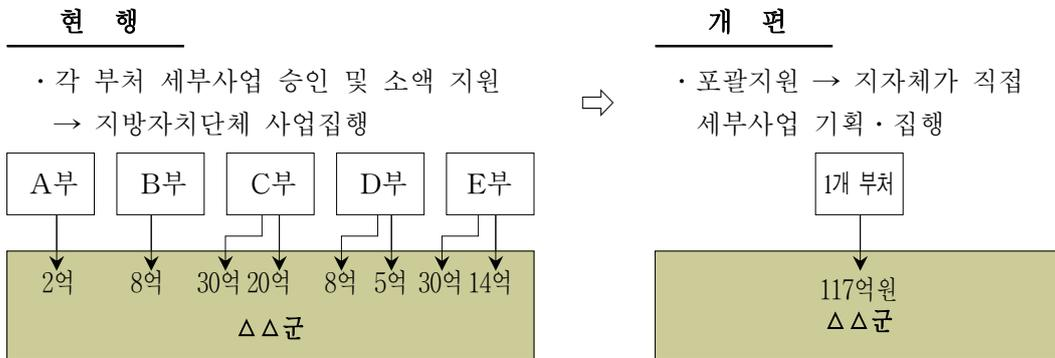 현 행
· 각 부처 세부사업 승인 및 소액 지원
→ 지방자치단체 사업집행
A부 B부 C부 D부 E부
2억 8억 30억 20억 8억 5억 30억 14억
△△군
⇨
개 편
· 포괄지원 → 지자체가 직접
세부사업 기획·집행
1개 부처
117억원
△△군